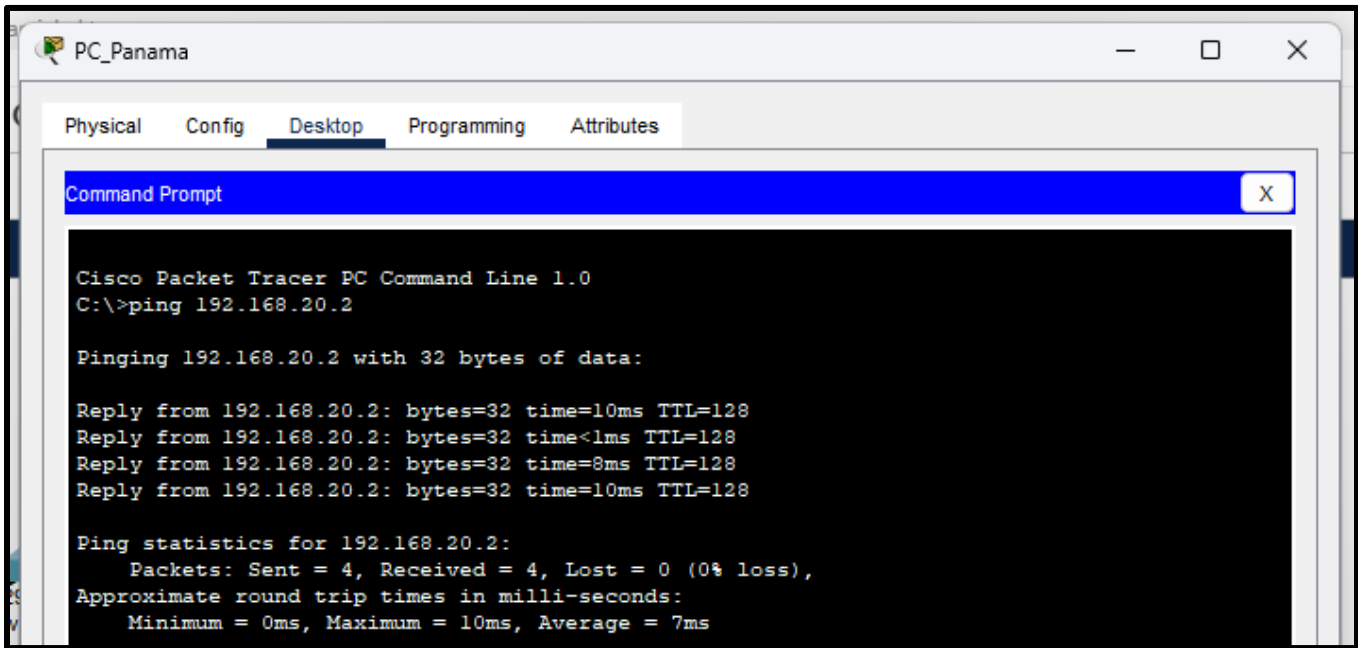 PC_Panama
Physical Config Desktop Programming Attributes
Command Prompt
X
Cisco Packet Tracer PC Command Line 1.0
C:\>ping 192.168.20.2
Pinging 192.168.20.2 with 32 bytes of data:
Reply from 192.168.20.2: bytes=32 time=10ms TTL=128
Reply from 192.168.20.2: bytes=32 time<1ms TTL=128
Reply from 192.168.20.2: bytes=32 time=8ms TTL=128
Reply from 192.168.20.2: bytes=32 time=10ms TTL=128
Ping statistics for 192.168.20.2:
Packets: Sent = 4, Received = 4, Lost = 0 (0% loss),
Approximate round trip times in milli-seconds:
Minimum = 0ms, Maximum = 10ms, Average = 7ms